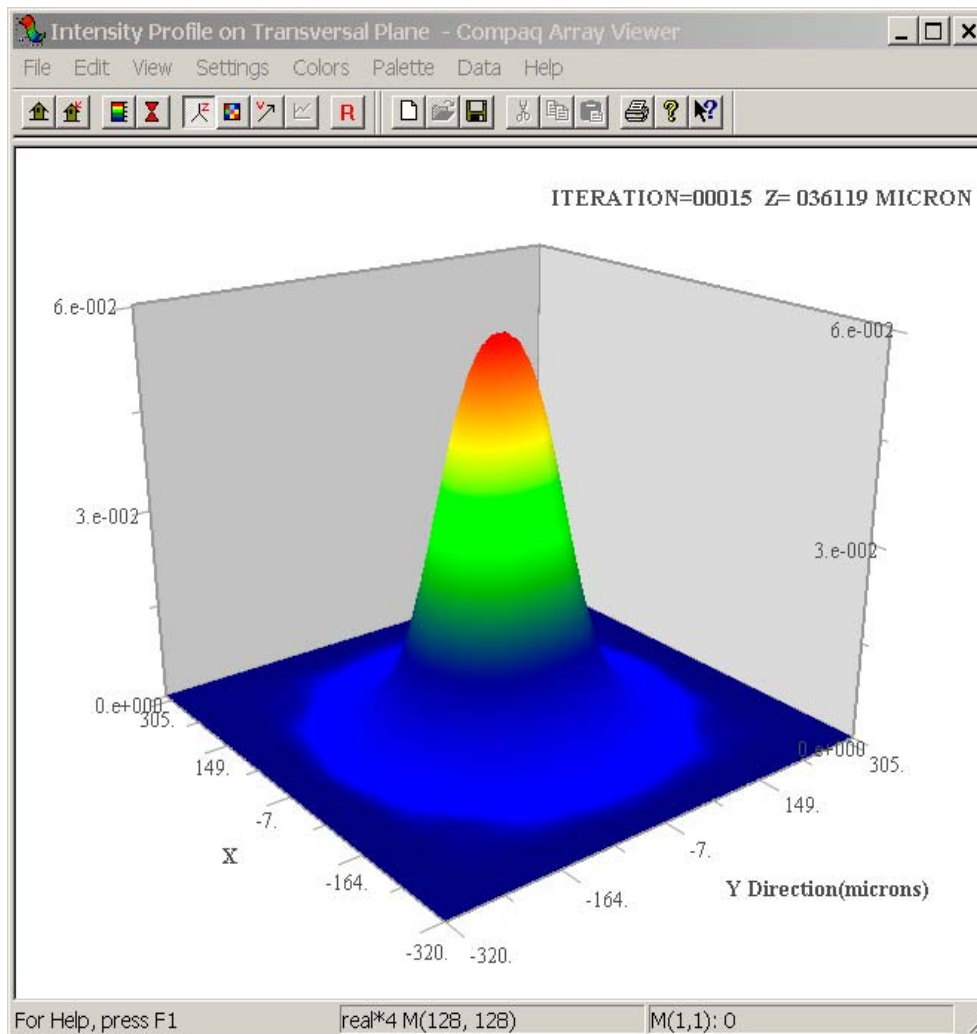 Intensity Profile on Transversal Plane - Compaq Array Viewer
File Edit View Settings Colors Palette Data Help
Z V R
ITERATION=00015 Z= 036119 MICRON
6.e-002
6.e-002
3.e-002
3.e-002
0.e+000
305.
149.
-7.
-164.
-320.
X
0.e+000
305.
149.
-7.
-164.
-320.
Y Direction(microns)
For Help, press F1 real*4 M(128, 128) M(1,1): 0